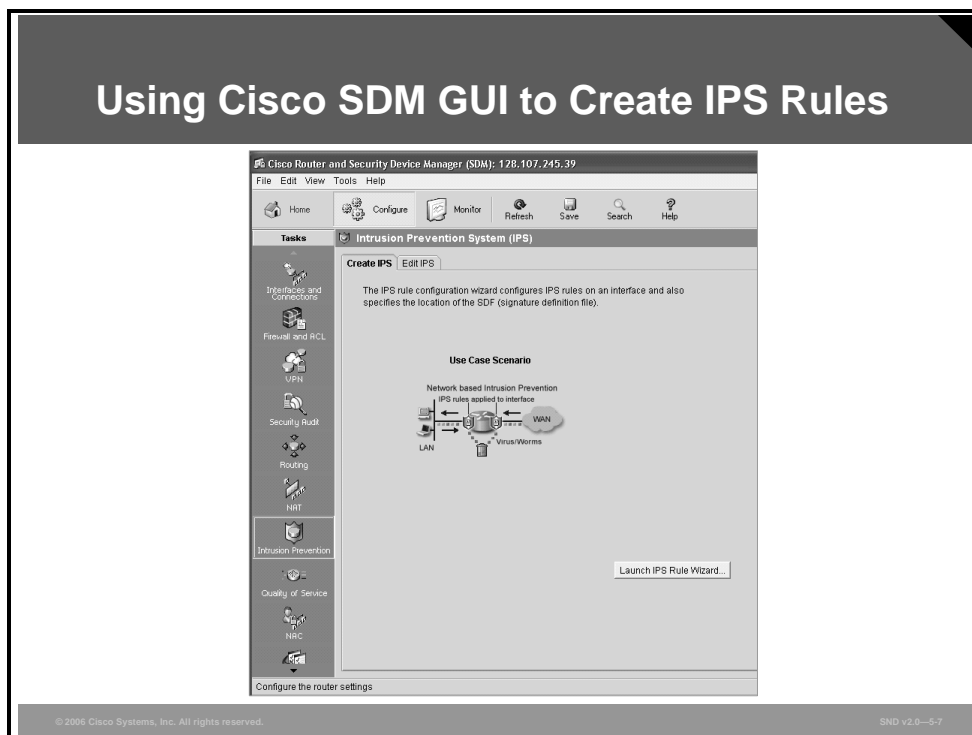 Using Cisco SDM GUI to Create IPS Rules
Cisco Router and Security Device Manager (SDM): 128.107.245.39
File Edit View Tools Help
Home Configure Monitor Refresh Save Search Help
Tasks
Intrusion Prevention System (IPS)
Create IPS Edit IPS
The IPS rule configuration wizard configures IPS rules on an interface and also
specifies the location of the SDF (signature definition file).
Interfaces and
Connections
Firewall and ACL
VPN
Security Audit
Routing
NAT
Intrusion Prevention
Quality of Service
NAC
Use Case Scenario
Network based Intrusion Prevention
IPS rules applied to interface
WAN
LAN
Virus/Worms
Launch IPS Rule Wizard...
Configure the router settings
© 2006 Cisco Systems, Inc. All rights reserved.
SND v2.0—5-7